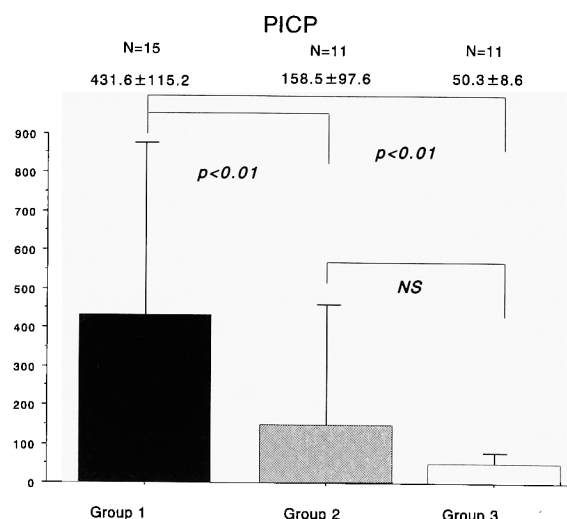 PICP
N=15 N=11 N=11
431.6±115.2 158.5±97.6 50.3±8.6
900
800
700
600
500
400
300
200
100
0
p<0.01
p<0.01
NS
Group 1 Group 2 Group 3